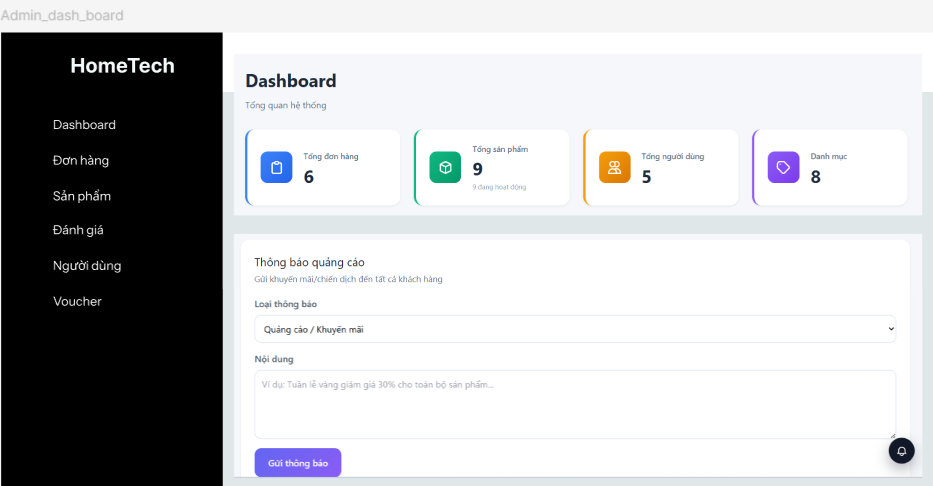 Admin_dash_board
HomeTech
Dashboard
Đơn hàng
Sản phẩm
Đánh giá
Người dùng
Voucher
Dashboard
Tổng quan hệ thống
Tổng đơn hàng
6
Tổng sản phẩm
9
9 đang hoạt động
Tổng người dùng
5
Danh mục
8
Thông báo quảng cáo
Gửi khuyến mãi/chiến dịch đến tất cả khách hàng
Loại thông báo
Quảng cáo / Khuyến mãi
Nội dung
Ví dụ: Tuần lễ vàng giảm giá 30% cho toàn bộ sản phẩm...
Gửi thông báo